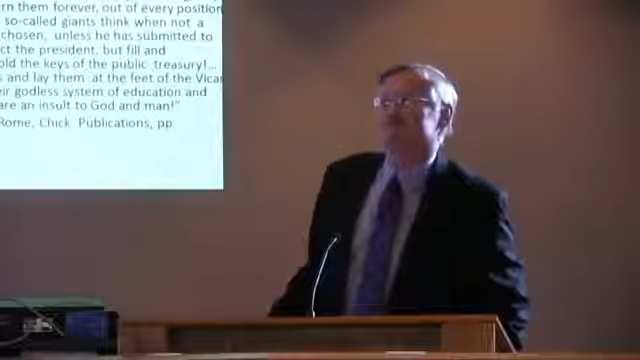 rn them forever, out of every position
so-called giants think when not a
chosen, unless he has submitted to
ct the president, but fill and
old the keys of the public treasury!...
s and lay them at the feet of the Vicar
eir godless system of education and
are an insult to God and man!"
Rome, Chick Publications, pp.